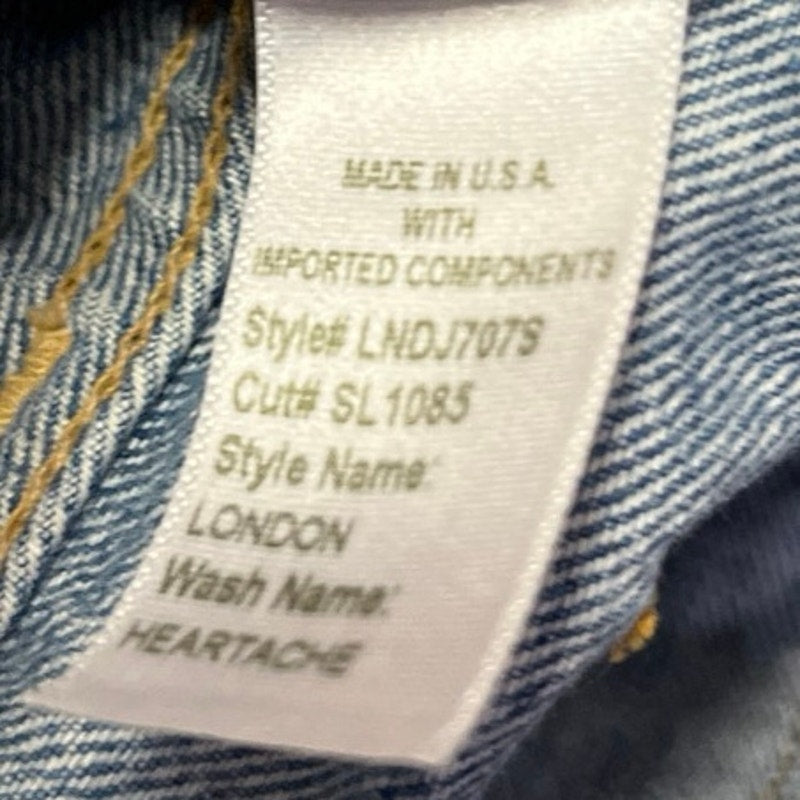 MADE IN U.S.A.
WITH
IMPORTED COMPONENTS
Style# LNDJ707S
Cut# SL1085
Style Name:
LONDON
Wash Name:
HEARTACHE